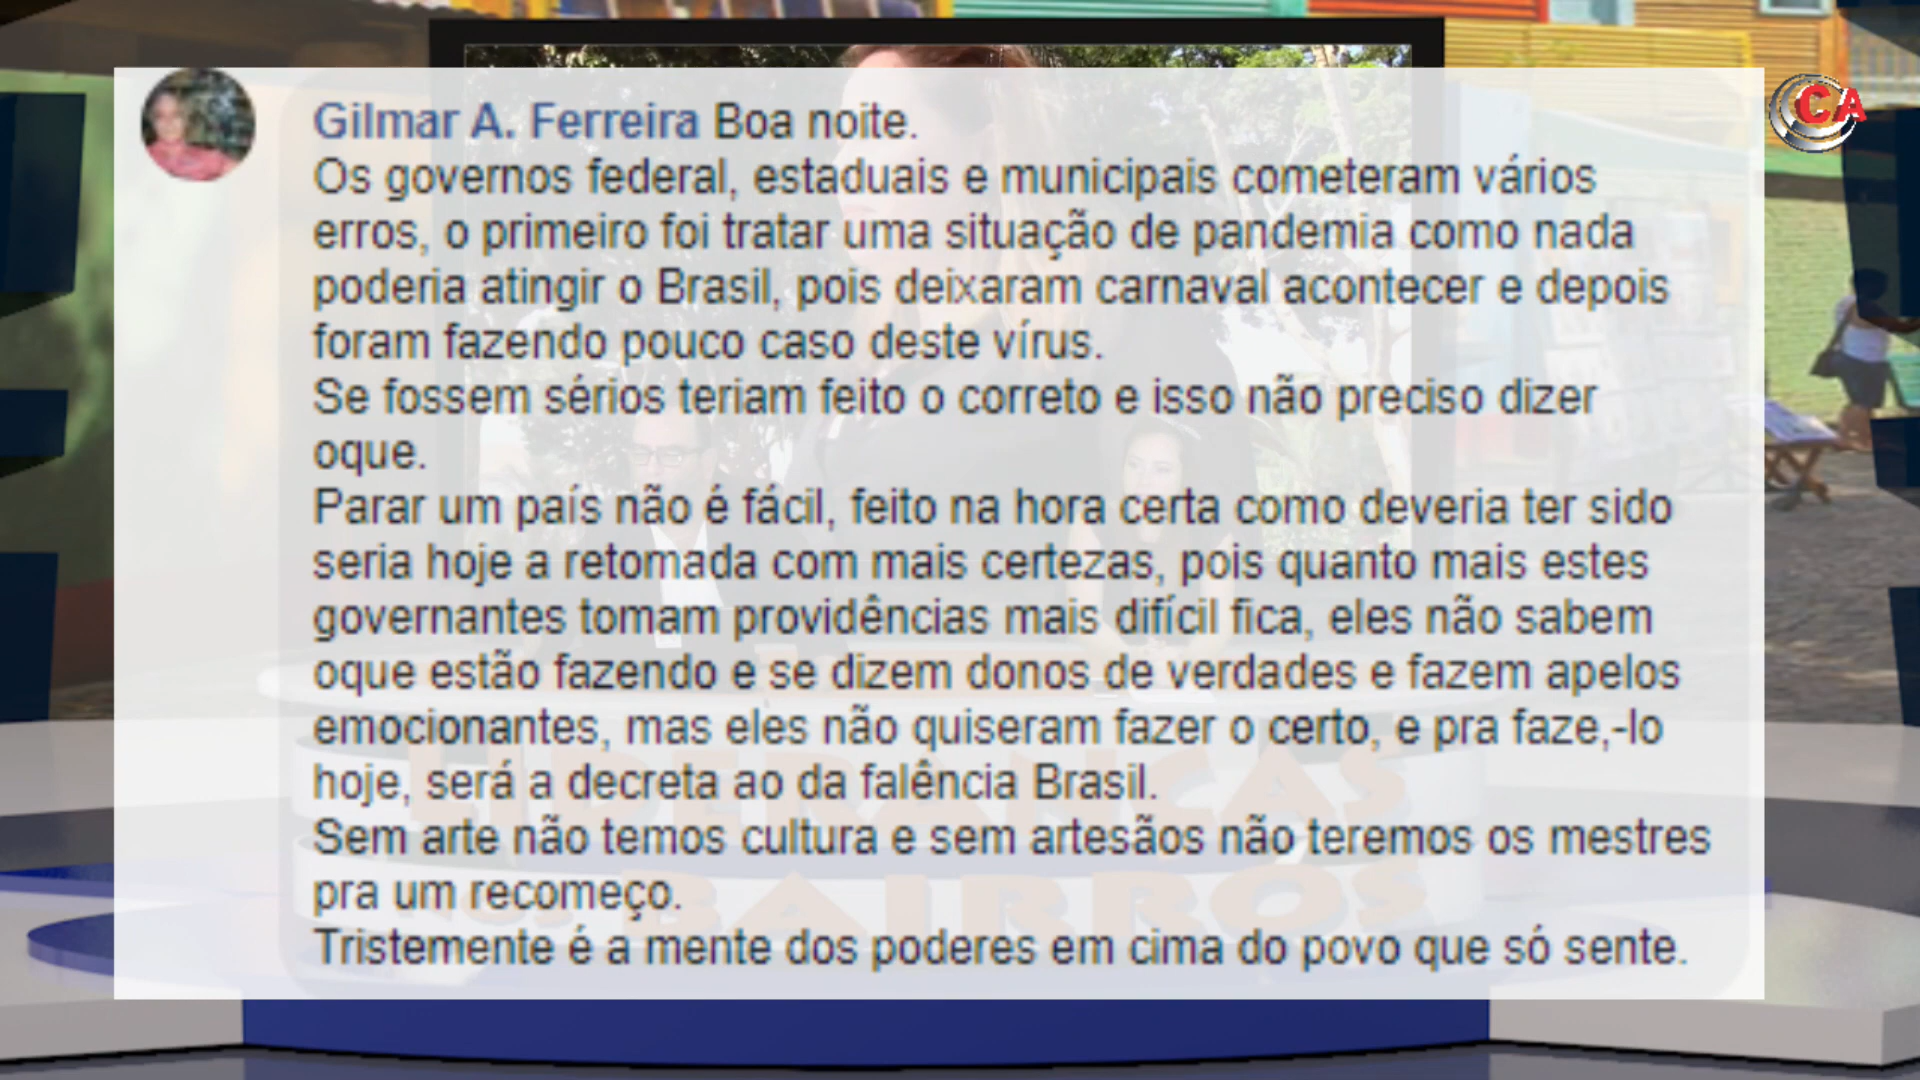 Gilmar A. Ferreira Boa noite.
Os governos federal, estaduais e municipais cometeram vários
erros, o primeiro foi tratar uma situação de pandemia como nada
poderia atingir o Brasil, pois deixaram carnaval acontecer e depois
foram fazendo pouco caso deste vírus.
Se fossem sérios teriam feito o correto e isso não preciso dizer
oque.
Parar um país não é fácil, feito na hora certa como deveria ter sido
seria hoje a retomada com mais certezas, pois quanto mais estes
governantes tomam providências mais difícil fica, eles não sabem
oque estão fazendo e se dizem donos de verdades e fazem apelos
emocionantes, mas eles não quiseram fazer o certo, e pra faze,-lo
hoje, será a decreta ao da falência Brasil.
Sem arte não temos cultura e sem artesãos não teremos os mestres
pra um recomeço.
Tristemente é a mente dos poderes em cima do povo que só sente.
CA
LIDERANÇAS
NOS BAIRROS